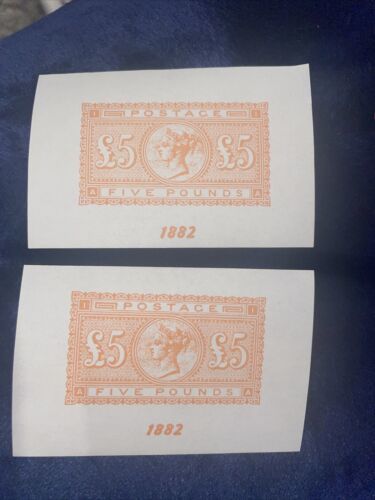 I POSTAGE I
£5 £5
A FIVE POUNDS A
1882
I POSTAGE I
£5 £5
A FIVE POUNDS A
1882